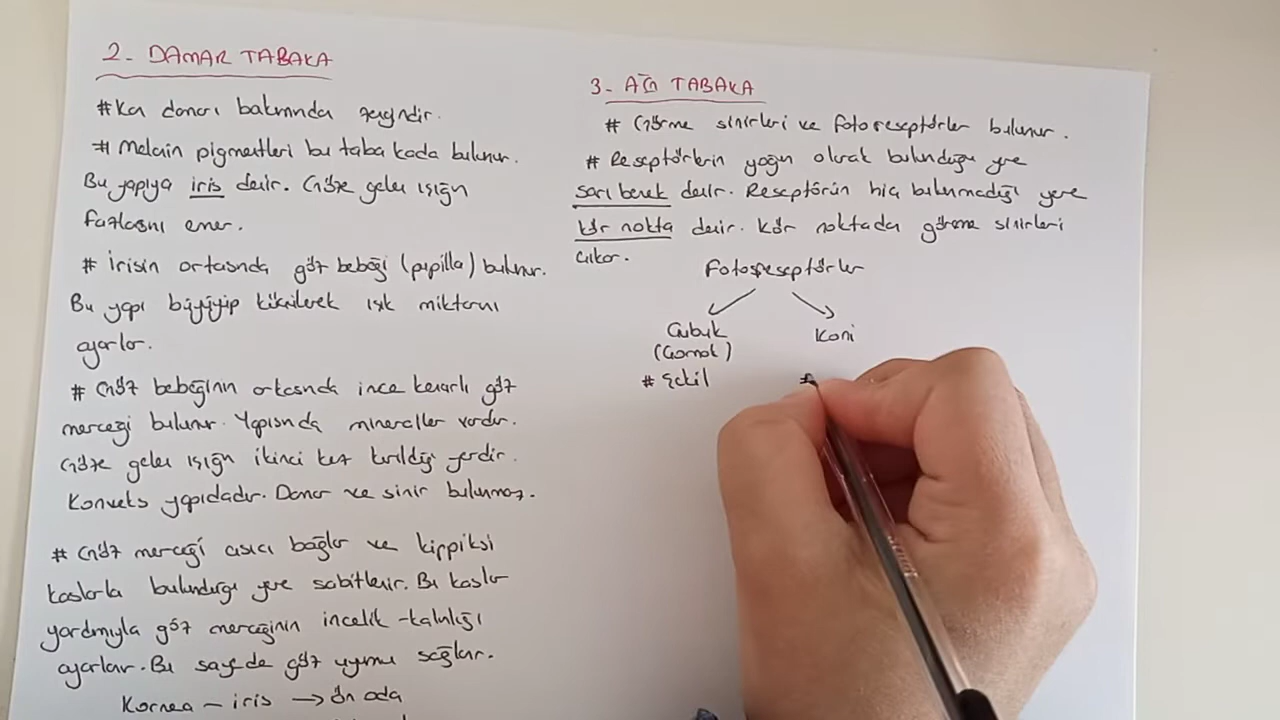 2- DAMAR TABAKA
#Kan damarı bakımında zengindir.
# Melanin pigmentleri bu tabakada bulunur.
Bu yapıya iris denir. Göze gelen ışığın
fazlasını emer.
# İrisin ortasında göz bebeği (pupilla) bulunur.
Bu yapı büyüyüp küçülerek ışık miktarını
ayarlar.
# Göz bebeğinin ortasında ince kenarlı göz
merceği bulunur. Yapısında mineraller vardır.
Göze gelen ışığın ikinci kez kırıldığı yerdir.
Konveks yapıdadır. Damar ve sinir bulunmaz.
# Göz merceği asıcı bağlar ve kirpiksi
kaslarla bulunduğu yere sabitlenir. Bu kaslar
yardımıyla göz merceğinin incelik-kalınlığı
ayarlanır. Bu sayede göz uyumu sağlanır.
Kornea - iris → ön oda
3- AĞ TABAKA
# Görme sinirleri ve fotoreseptörler bulunur.
# Reseptörlerin yoğun olarak bulunduğu yere
sarı benek denir. Reseptörün hiç bulunmadığı yere
kör nokta denir. Kör noktada görme sinirleri
çıkar.
Fotoreseptörler
Çubuk Koni
(Çomak)
# Şekil #